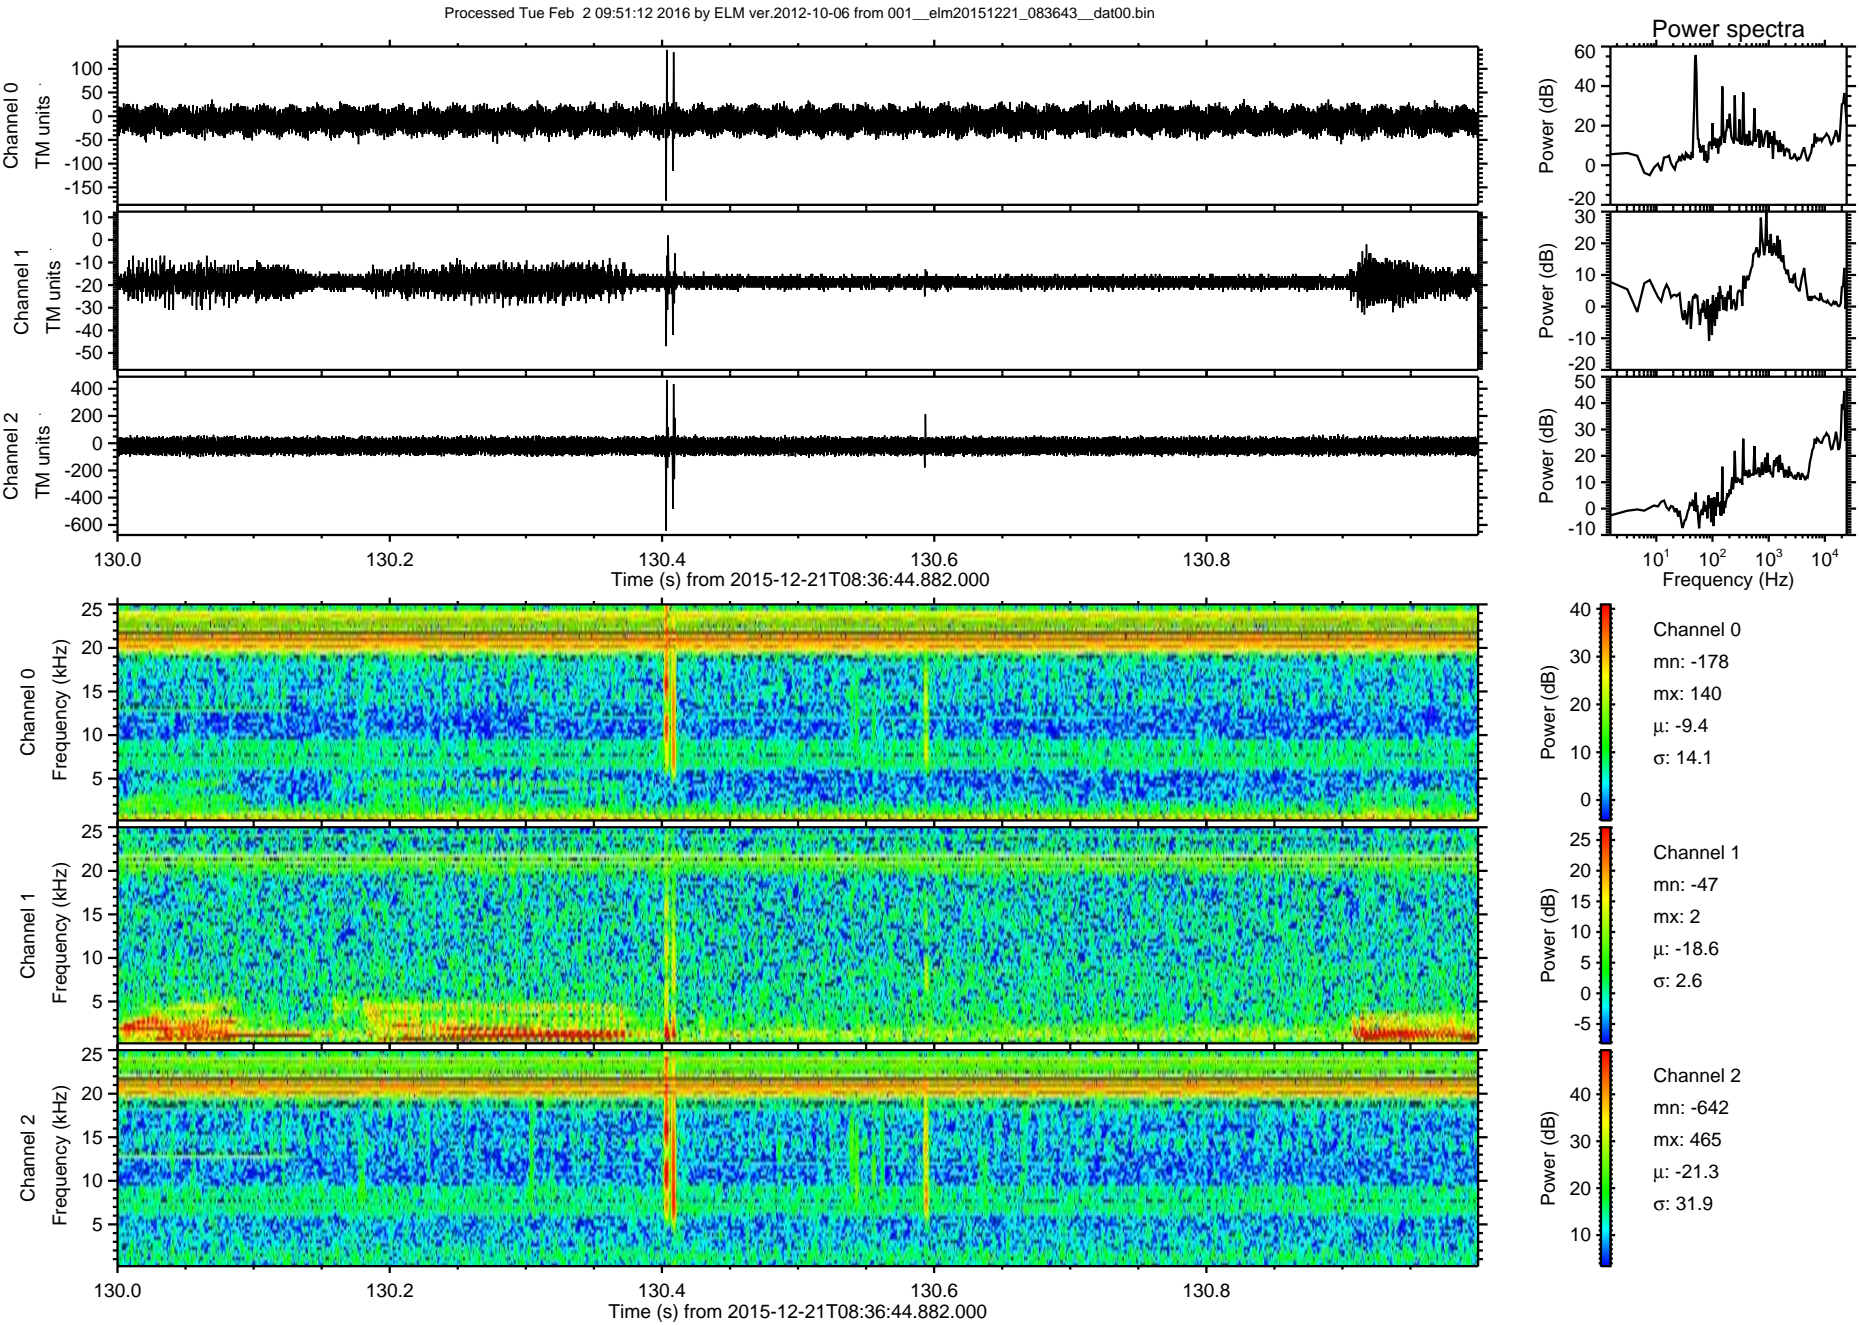 Processed Tue Feb  2 09:51:12 2016 by ELM ver.2012-10-06 from 001__elm20151221_083643__dat00.bin
Power spectra
Channel 0
TM units
100
50
0
-50
-100
-150
Power (dB)
60
40
20
0
-20
Channel 1
TM units
10
0
-10
-20
-30
-40
-50
Power (dB)
30
20
10
0
-10
-20
Channel 2
TM units
400
200
0
-200
-400
-600
Power (dB)
50
40
30
20
10
0
-10
130.0 130.2 130.4 130.6 130.8
Time (s) from 2015-12-21T08:36:44.882.000
10¹ 10² 10³ 10⁴
Frequency (Hz)
Channel 0
Frequency (kHz)
25
20
15
10
5
Power (dB)
40
30
20
10
0
Channel 0
mn: -178
mx: 140
μ: -9.4
σ: 14.1
Channel 1
Frequency (kHz)
25
20
15
10
5
Power (dB)
25
20
15
10
5
0
-5
Channel 1
mn: -47
mx: 2
μ: -18.6
σ: 2.6
Channel 2
Frequency (kHz)
25
20
15
10
5
Power (dB)
40
30
20
10
Channel 2
mn: -642
mx: 465
μ: -21.3
σ: 31.9
130.0 130.2 130.4 130.6 130.8
Time (s) from 2015-12-21T08:36:44.882.000